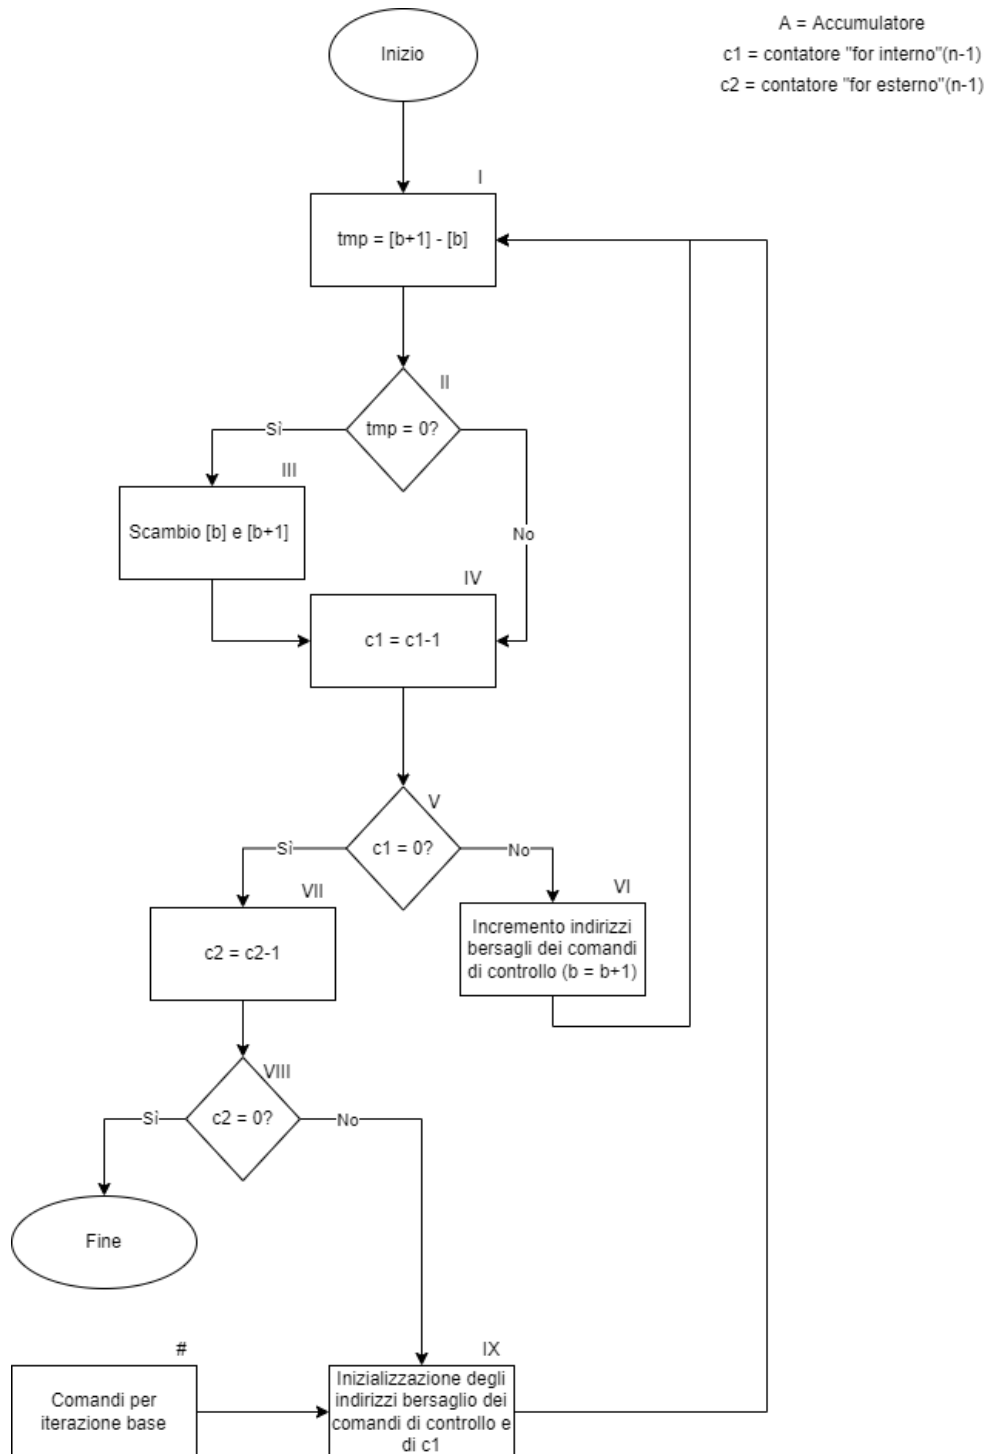 Inizio
A = Accumulatore
c1 = contatore "for interno"(n-1)
c2 = contatore "for esterno"(n-1)
I
tmp = [b+1] - [b]
II
tmp = 0?
Sì
No
III
Scambio [b] e [b+1]
IV
c1 = c1-1
V
c1 = 0?
Sì
No
VI
Incremento indirizzi
bersagli dei comandi
di controllo (b = b+1)
VII
c2 = c2-1
VIII
c2 = 0?
Sì
No
Fine
#
Comandi per
iterazione base
IX
Inizializzazione degli
indirizzi bersaglio dei
comandi di controllo e
di c1